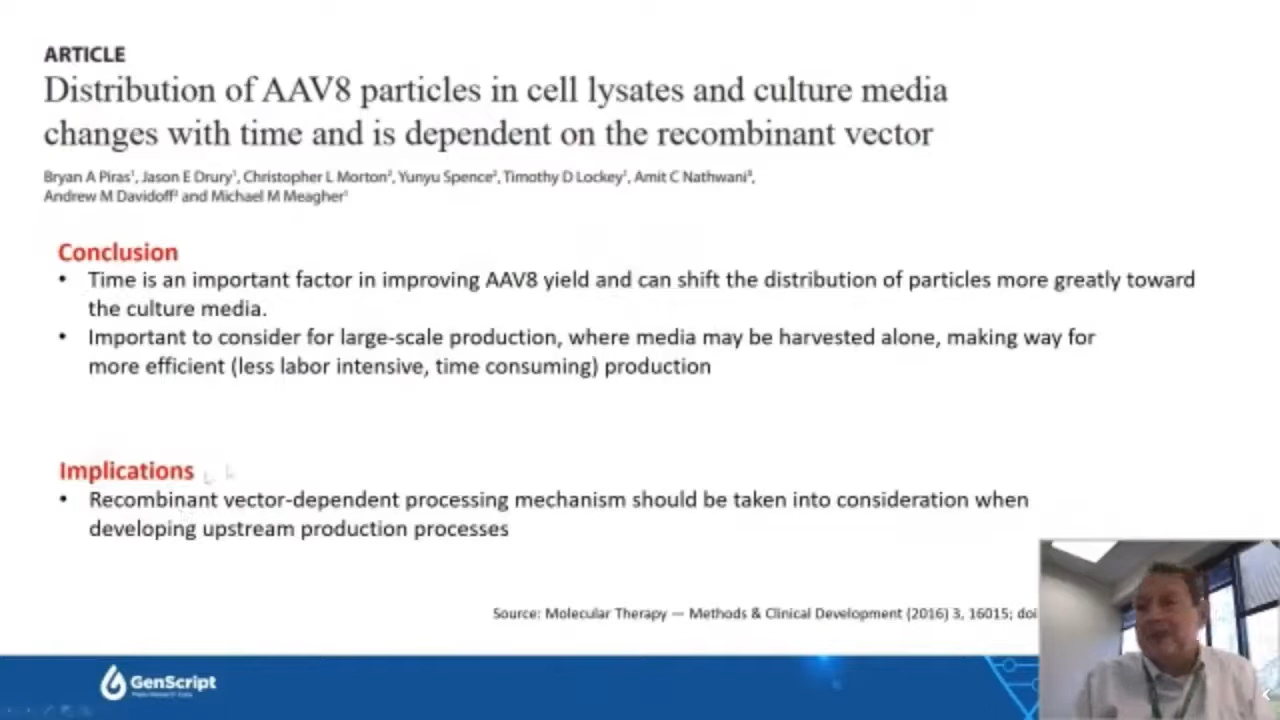 ARTICLE
Distribution of AAV8 particles in cell lysates and culture media
changes with time and is dependent on the recombinant vector
Bryan A Piras¹, Jason E Drury¹, Christopher L Morton², Yunyu Spence², Timothy D Lockey¹, Amit C Nathwani³,
Andrew M Davidoff² and Michael M Meagher¹
Conclusion
• Time is an important factor in improving AAV8 yield and can shift the distribution of particles more greatly toward
the culture media.
• Important to consider for large-scale production, where media may be harvested alone, making way for
more efficient (less labor intensive, time consuming) production
Implications
• Recombinant vector-dependent processing mechanism should be taken into consideration when
developing upstream production processes
Source: Molecular Therapy — Methods & Clinical Development (2016) 3, 16015; doi
GenScript